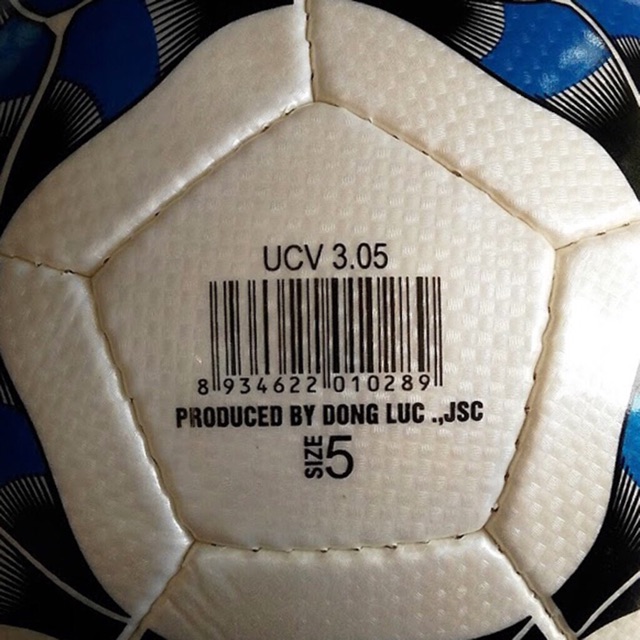 UCV 3.05
8 934622 010289
PRODUCED BY DONG LUC .,JSC
SIZE 5